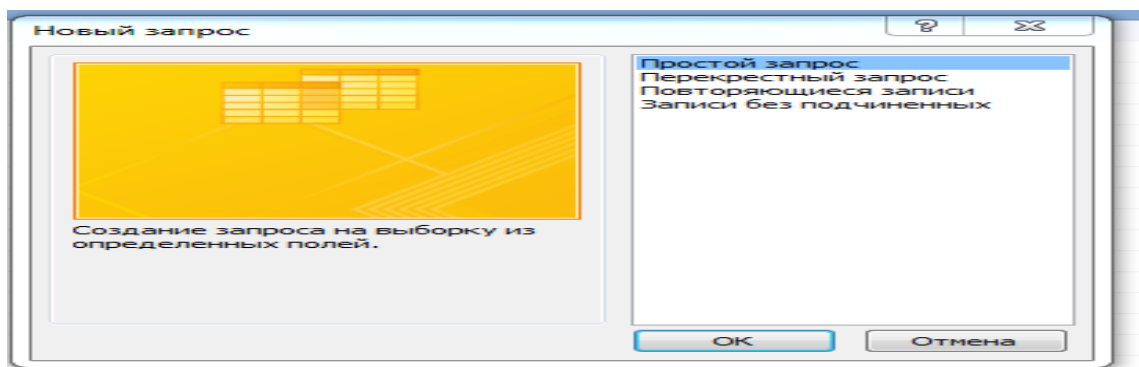 Новый запрос
Простой запрос
Перекрестный запрос
Повторяющиеся записи
Записи без подчиненных
Создание запроса на выборку из
определенных полей.
ОК
Отмена